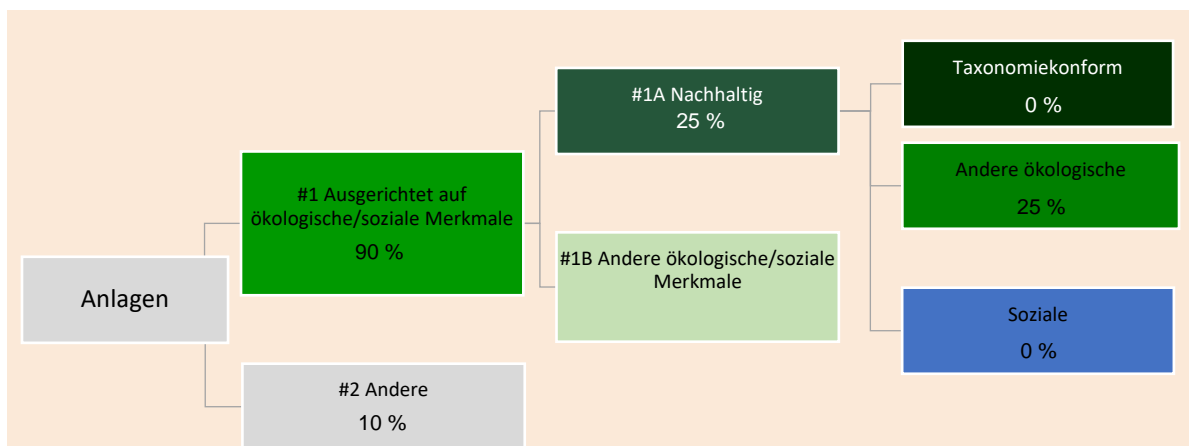 Anlagen
#1 Ausgerichtet auf
ökologische/soziale Merkmale
90 %
#2 Andere
10 %
#1A Nachhaltig
25 %
#1B Andere ökologische/soziale
Merkmale
Taxonomiekonform
0 %
Andere ökologische
25 %
Soziale
0 %